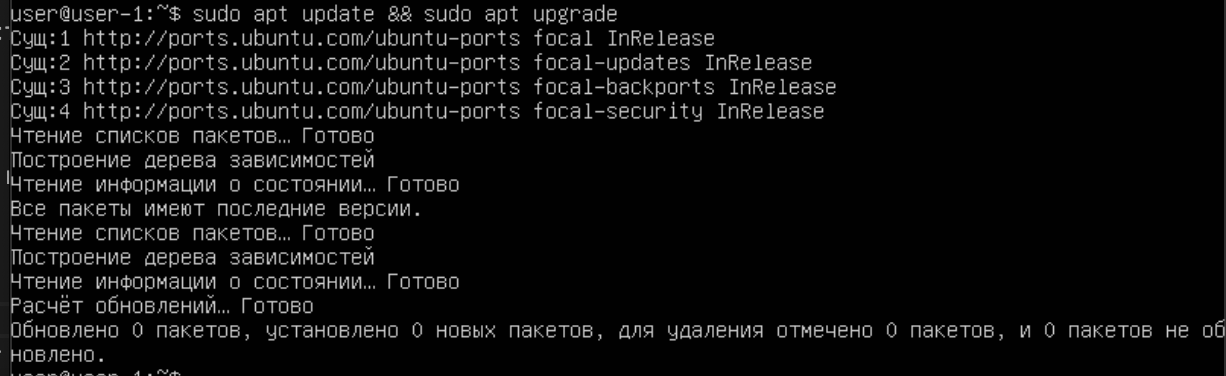 user@user-1:~$ sudo apt update && sudo apt upgrade
Сущ:1 http://ports.ubuntu.com/ubuntu-ports focal InRelease
Сущ:2 http://ports.ubuntu.com/ubuntu-ports focal-updates InRelease
Сущ:3 http://ports.ubuntu.com/ubuntu-ports focal-backports InRelease
Сущ:4 http://ports.ubuntu.com/ubuntu-ports focal-security InRelease
Чтение списков пакетов… Готово
Построение дерева зависимостей
Чтение информации о состоянии… Готово
Все пакеты имеют последние версии.
Чтение списков пакетов… Готово
Построение дерева зависимостей
Чтение информации о состоянии… Готово
Расчёт обновлений… Готово
Обновлено 0 пакетов, установлено 0 новых пакетов, для удаления отмечено 0 пакетов, и 0 пакетов не об
новлено.
user@user-1:~$